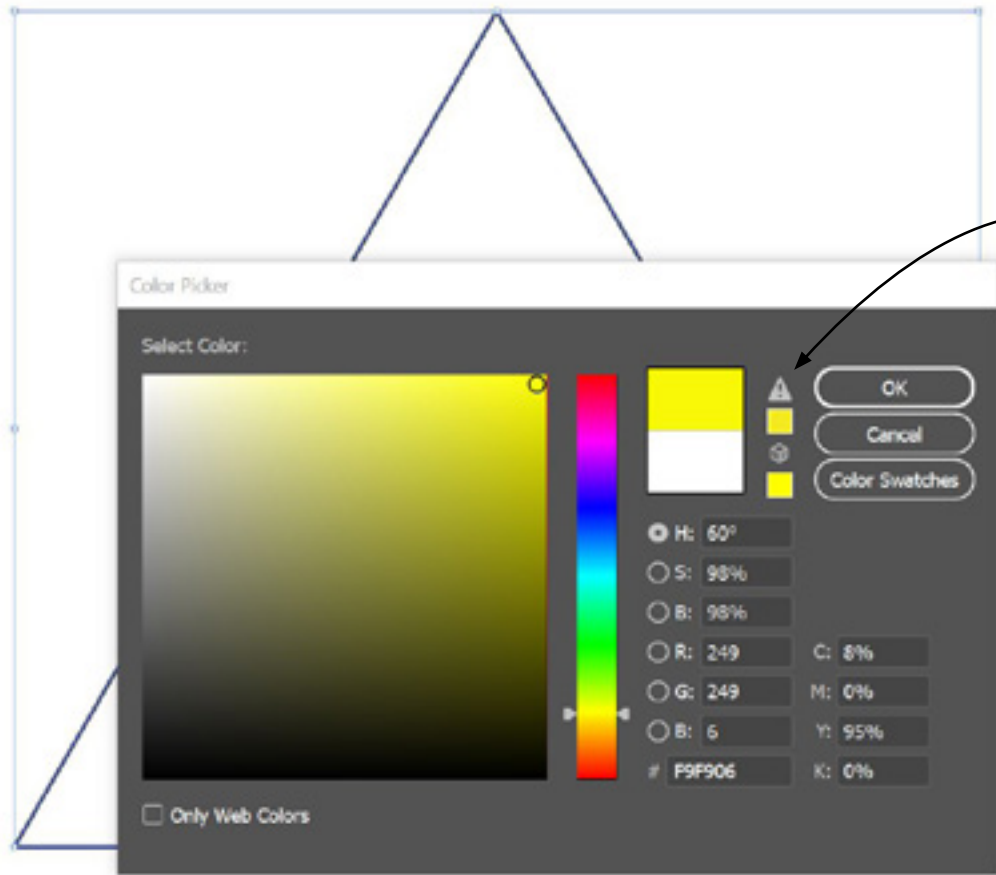 Color Picker
Select Color:
OK
Cancel
Color Swatches
H: 60°
S: 98%
B: 98%
R: 249 C: 8%
G: 249 M: 0%
B: 6 Y: 95%
# F9F906 K: 0%
Only Web Colors